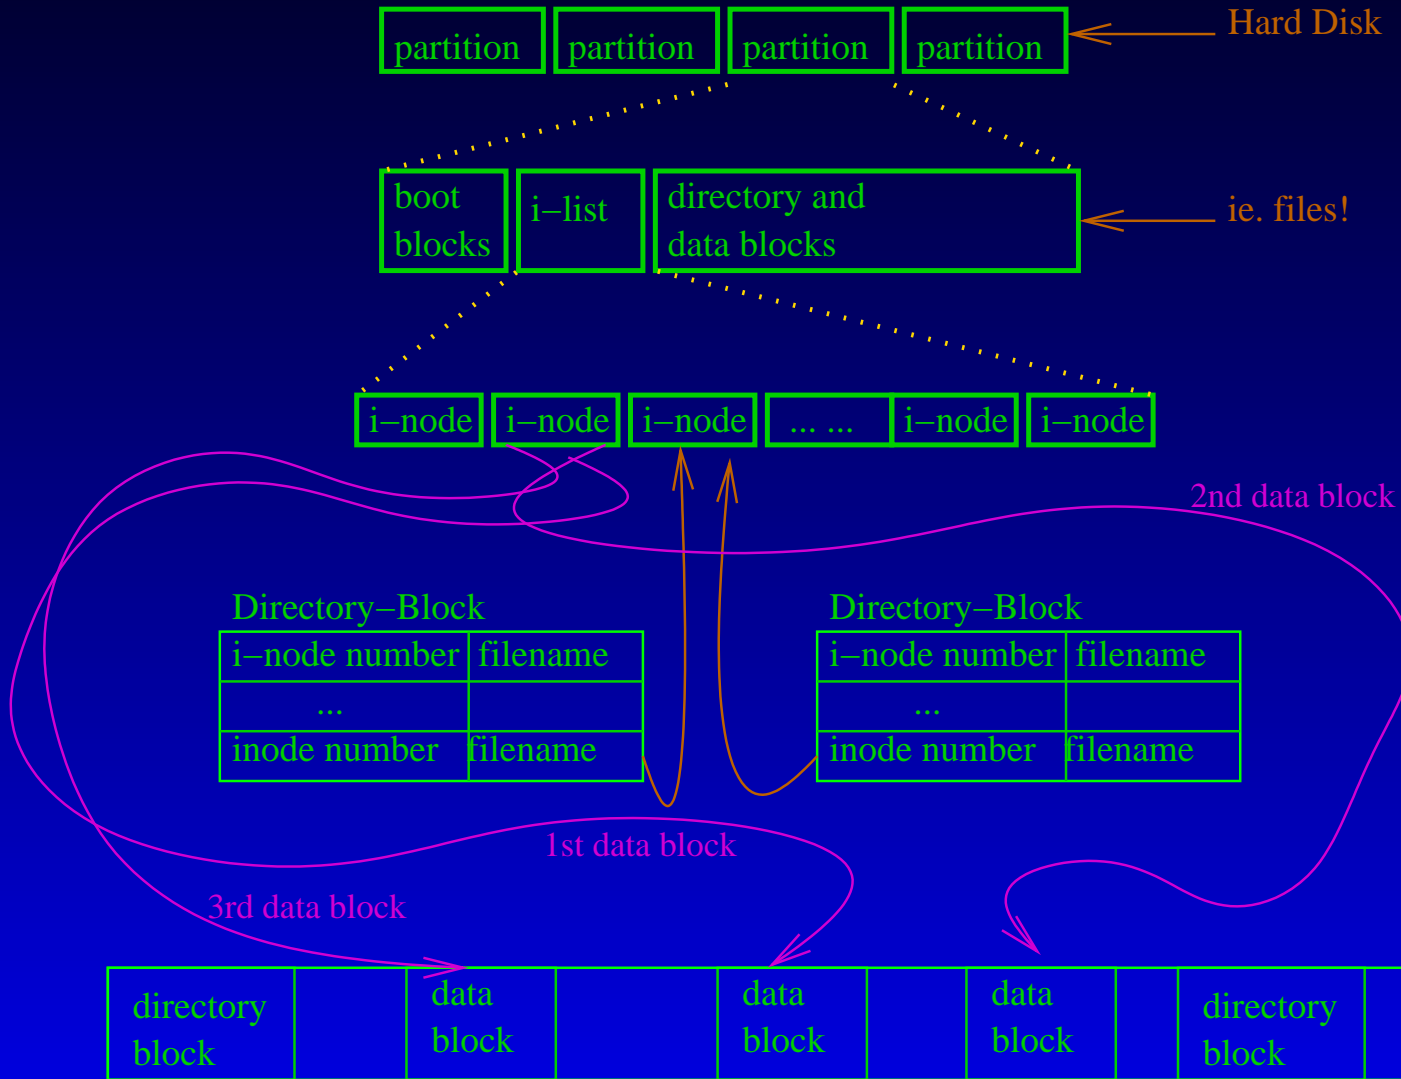 Hard Disk
partition partition partition partition
boot
blocks
i−list
directory and
data blocks
ie. files!
i−node i−node i−node ... ... i−node i−node
2nd data block
Directory−Block
i−node number filename
...
inode number filename
Directory−Block
i−node number filename
...
inode number filename
1st data block
3rd data block
directory
block
data
block
data
block
data
block
directory
block